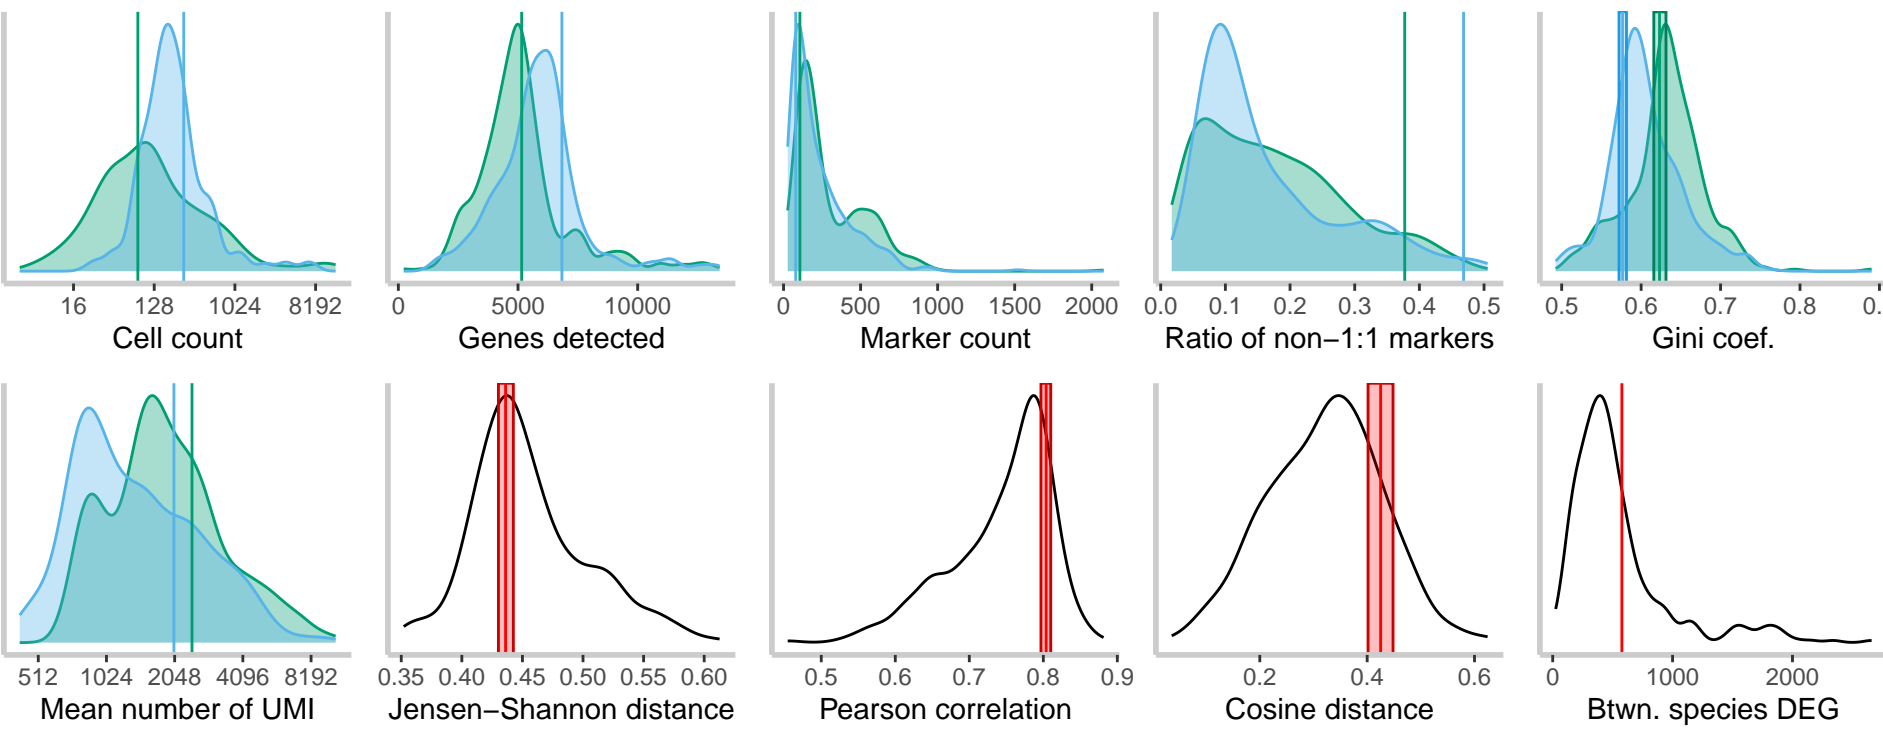 16 128 1024 8192
Cell count
0 5000 10000
Genes detected
0 500 1000 1500 2000
Marker count
0.0 0.1 0.2 0.3 0.4 0.5
Ratio of non−1:1 markers
0.5 0.6 0.7 0.8 0.
Gini coef.
512 1024 2048 4096 8192
Mean number of UMI
0.35 0.40 0.45 0.50 0.55 0.60
Jensen−Shannon distance
0.5 0.6 0.7 0.8 0.9
Pearson correlation
0.2 0.4 0.6
Cosine distance
0 1000 2000
Btwn. species DEG